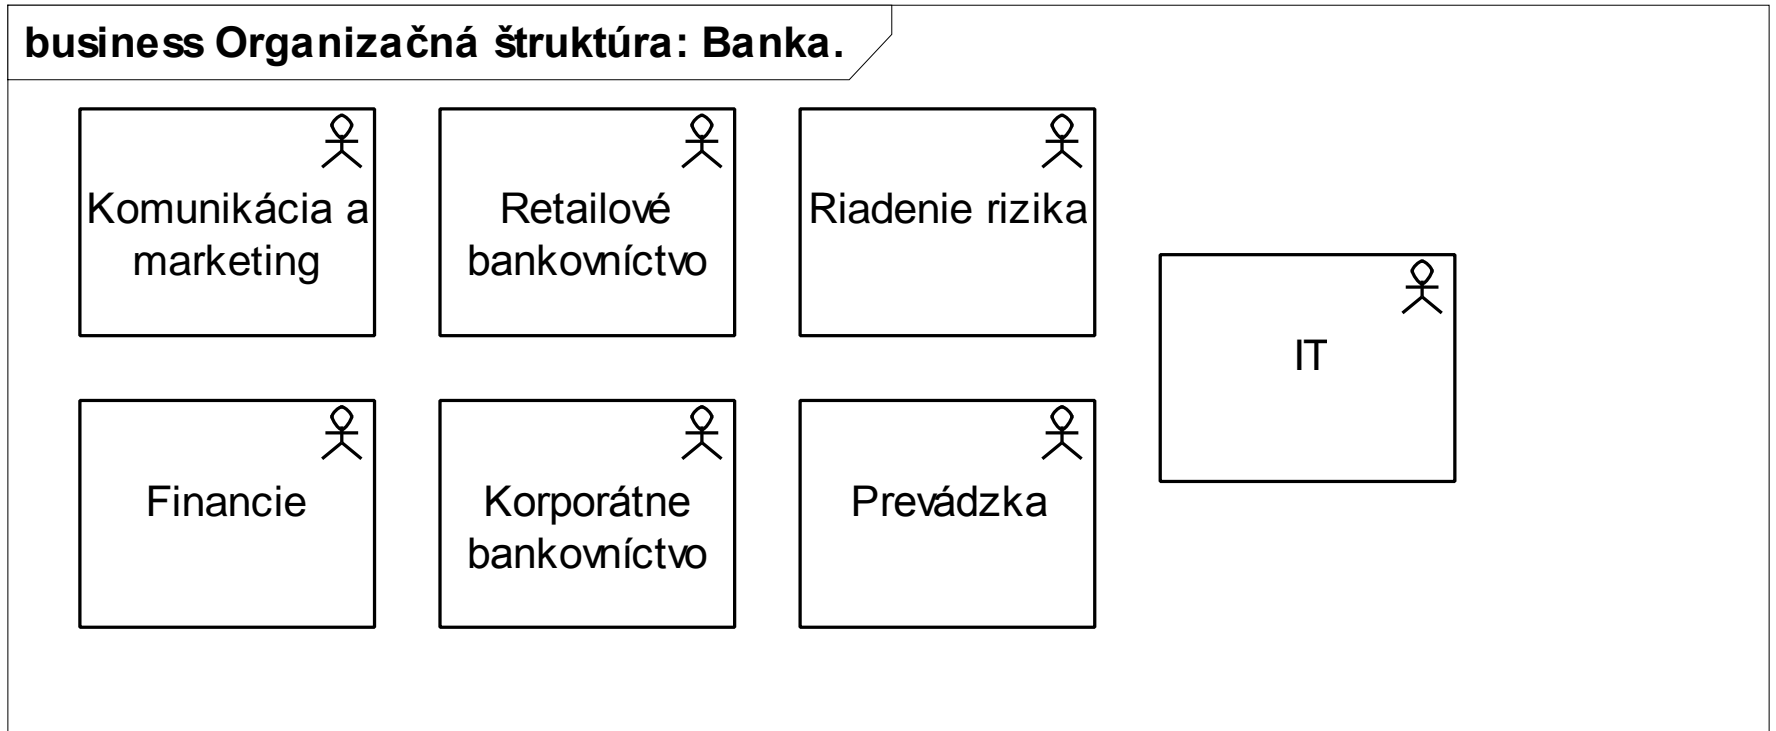 business Organizačná štruktúra: Banka.
Komunikácia a
marketing
Retailové
bankovníctvo
Riadenie rizika
IT
Financie
Korporátne
bankovníctvo
Prevádzka